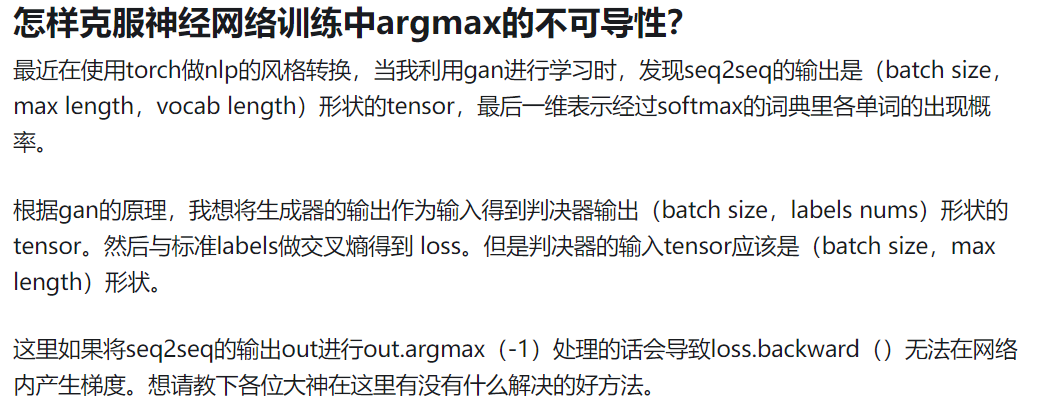 怎样克服神经网络训练中argmax的不可导性？
最近在使用torch做nlp的风格转换，当我利用gan进行学习时，发现seq2seq的输出是（batch size，
max length，vocab length）形状的tensor，最后一维表示经过softmax的词典里各单词的出现概
率。
根据gan的原理，我想将生成器的输出作为输入得到判决器输出（batch size，labels nums）形状的
tensor。然后与标准labels做交叉熵得到 loss。但是判决器的输入tensor应该是（batch size，max
length）形状。
这里如果将seq2seq的输出out进行out.argmax（-1）处理的话会导致loss.backward（）无法在网络
内产生梯度。想请教下各位大神在这里有没有什么解决的好方法。